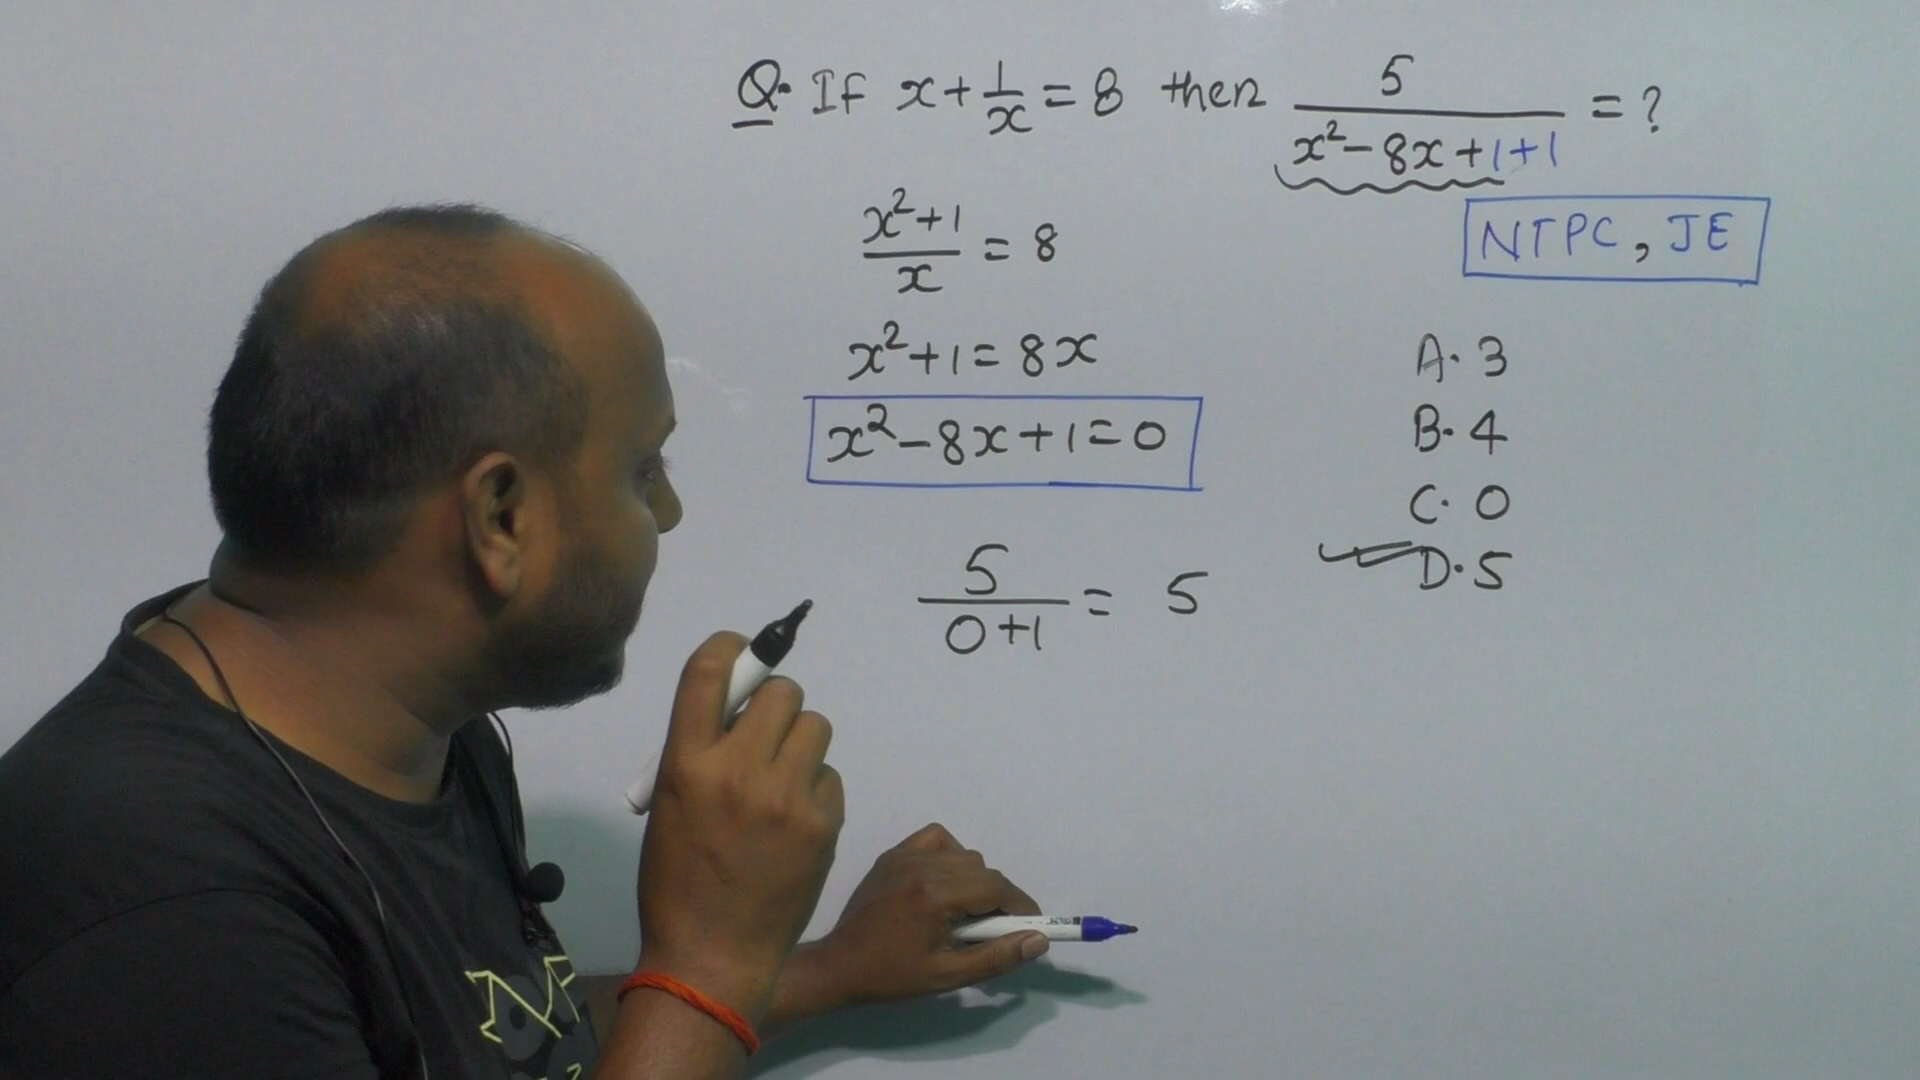 Q. If x + 1/x = 8 then 5/(x² - 8x + 1 + 1) = ?
NTPC, JE
(x² + 1)/x = 8
x² + 1 = 8x
x² - 8x + 1 = 0
5/(0 + 1) = 5
A. 3
B. 4
C. 0
D. 5